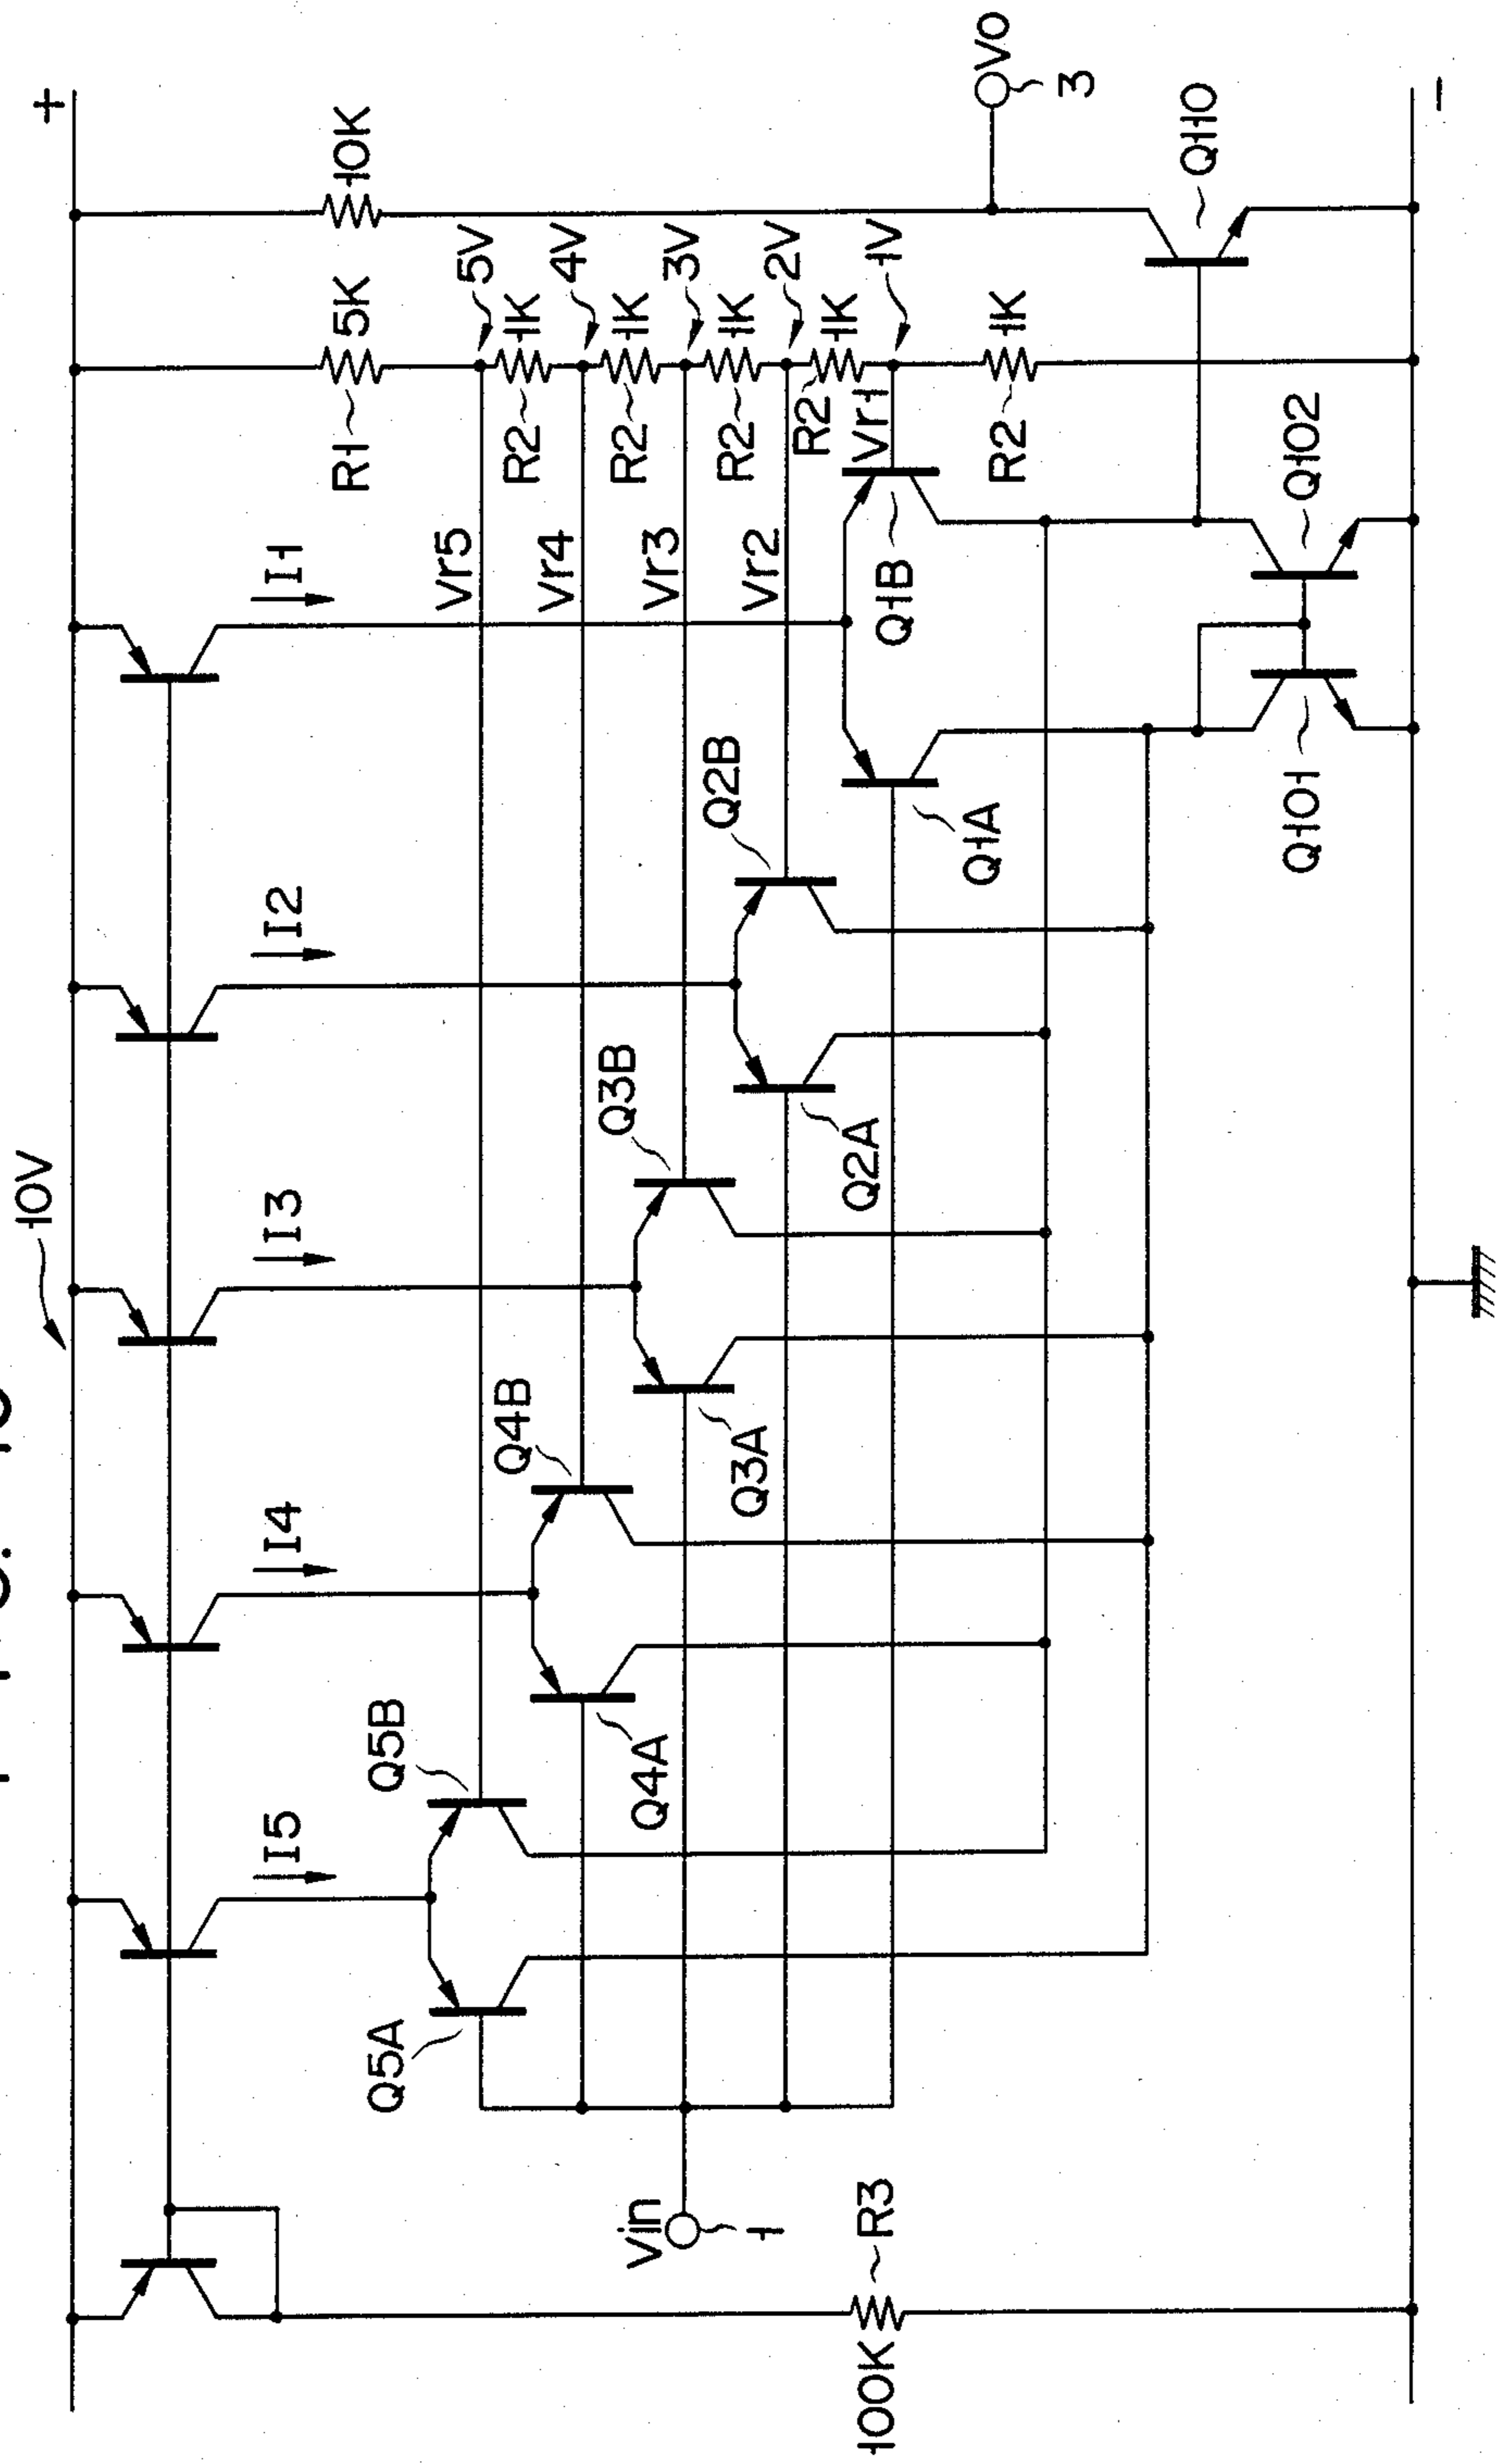 10V
+
I5
I4
I3
I2
I1
R1
5K
10K
Q5A
Q5B
Vr5
5V
R2
1K
Q4B
Vr4
4V
Q4A
R2
1K
Q3B
Vr3
3V
Q3A
R2
1K
Q2B
Vr2
2V
Q2A
R2
1K
Vr1
1V
Vin
1
Q1A
Q1B
R2
1K
VO
3
100K
R3
Q101
Q102
Q110
-